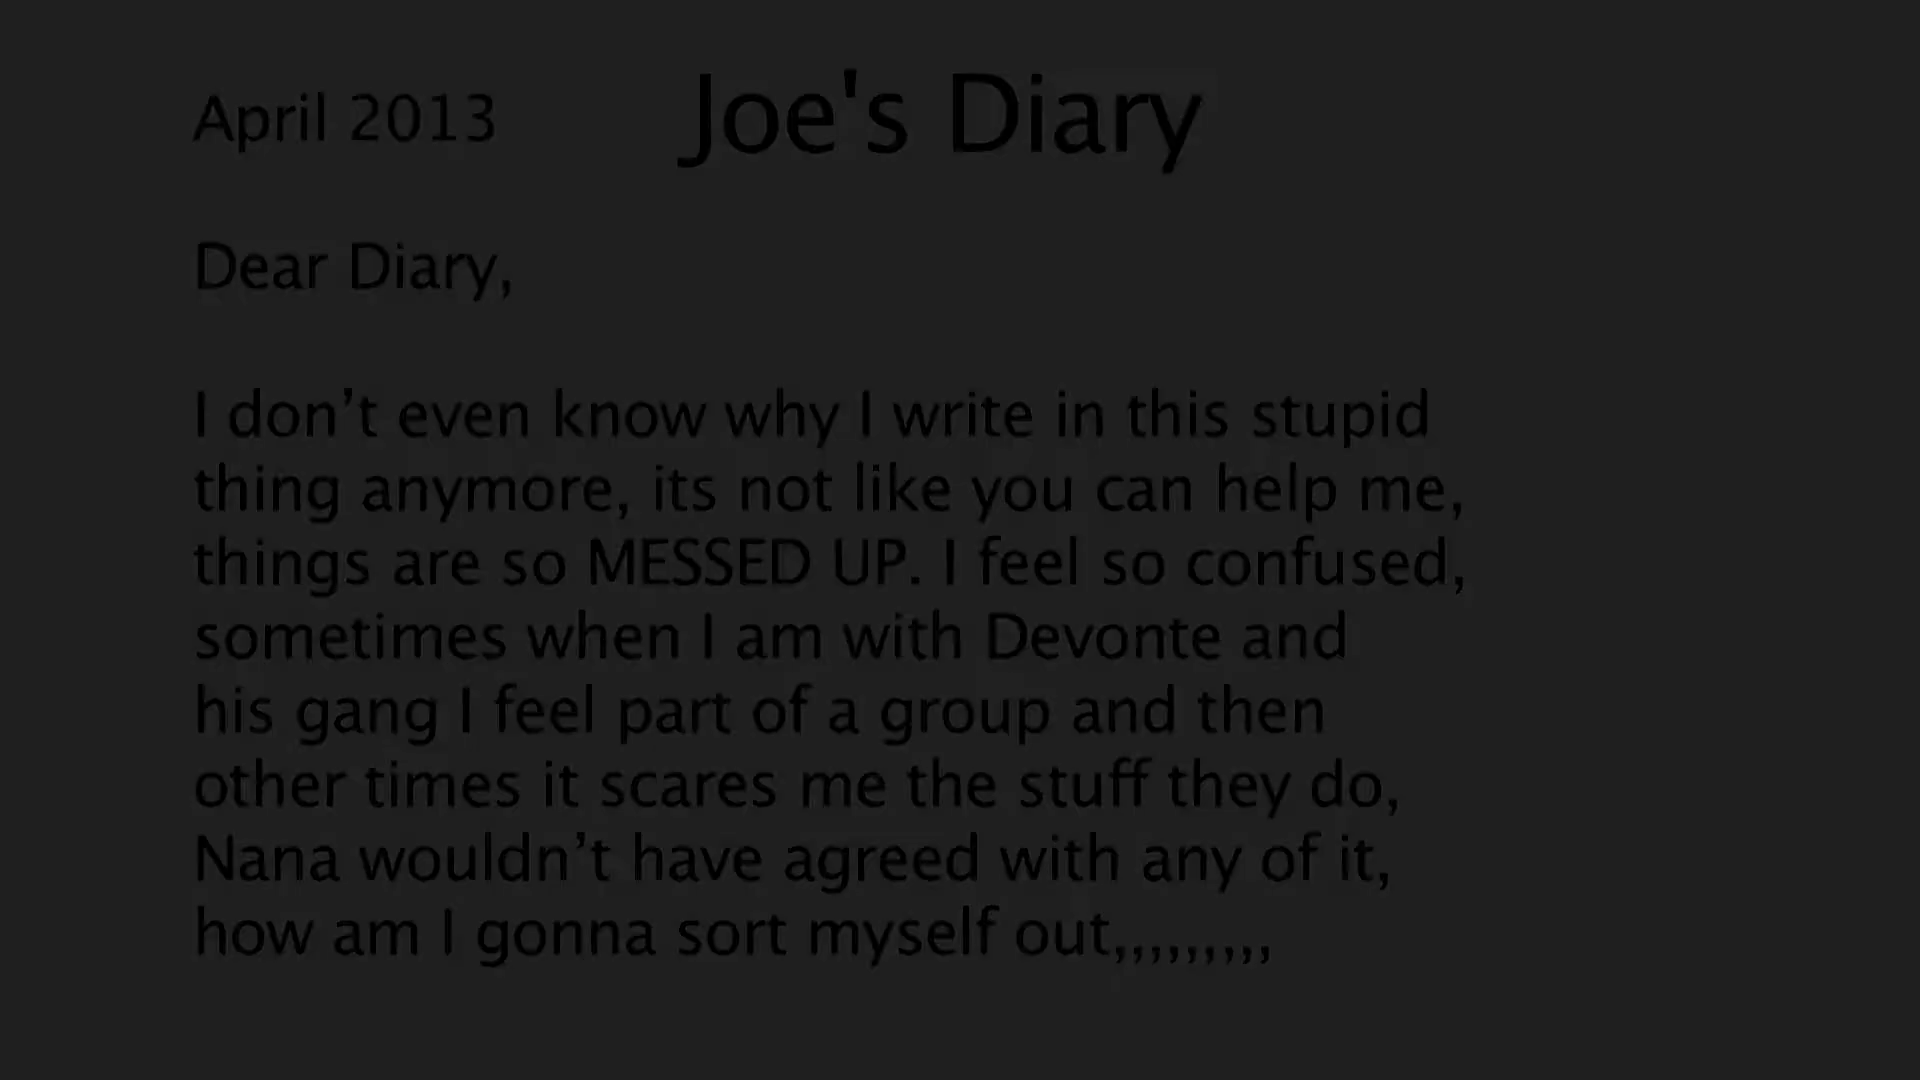 Joe's Diary
April 2013
Dear Diary,
I don’t even know why I write in this stupid
thing anymore, its not like you can help me,
things are so MESSED UP. I feel so confused,
sometimes when I am with Devonte and
his gang I feel part of a group and then
other times it scares me the stuff they do,
Nana wouldn’t have agreed with any of it,
how am I gonna sort myself out,,,,,,,,,